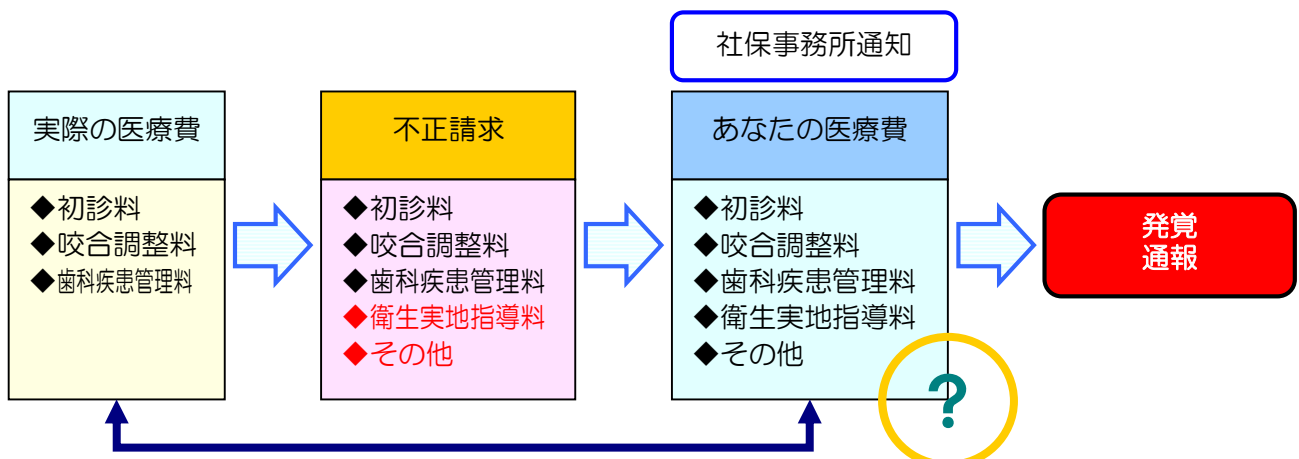 社保事務所通知
実際の医療費
◆初診料
◆咬合調整料
◆歯科疾患管理料
不正請求
◆初診料
◆咬合調整料
◆歯科疾患管理料
◆衛生実地指導料
◆その他
あなたの医療費
◆初診料
◆咬合調整料
◆歯科疾患管理料
◆衛生実地指導料
◆その他
?
発覚
通報